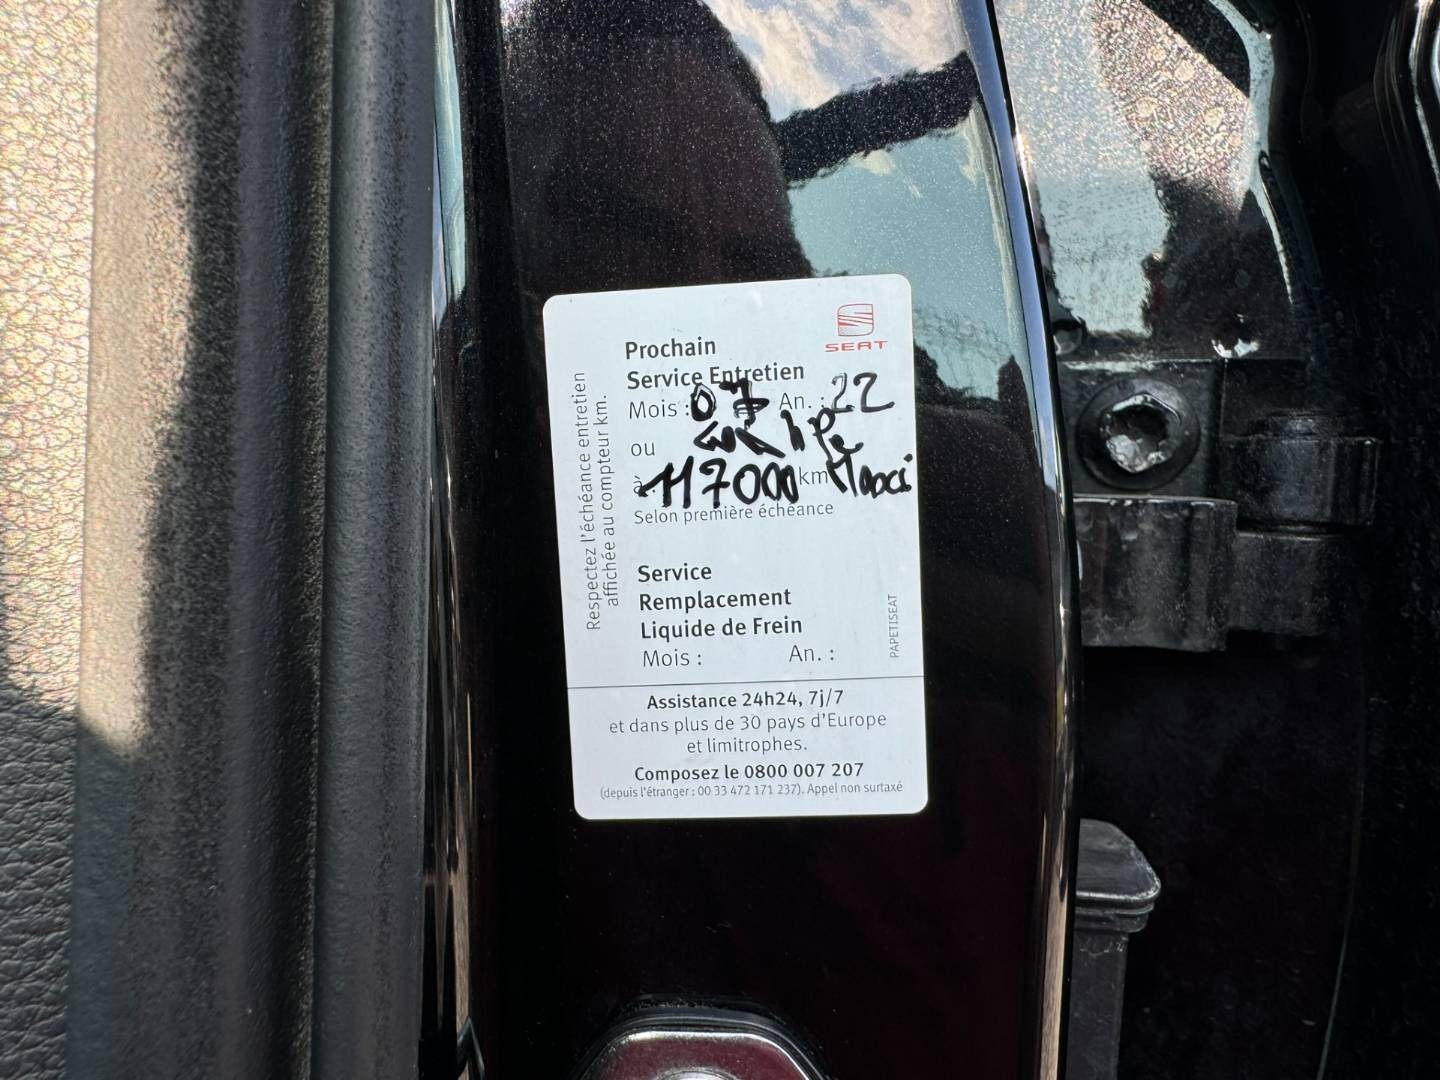 SEAT
Prochain
Service Entretien
Mois : 07 An. : 22
ou
à 117000 km Maxi
Selon première échéance
Service
Remplacement
Liquide de Frein
Mois : An. :
Assistance 24h24, 7j/7
et dans plus de 30 pays d'Europe
et limitrophes.
Composez le 0800 007 207
(depuis l'étranger : 00 33 472 171 237). Appel non surtaxé
Respectez l'échéance entretien
affichée au compteur km.
PAPETISEAT